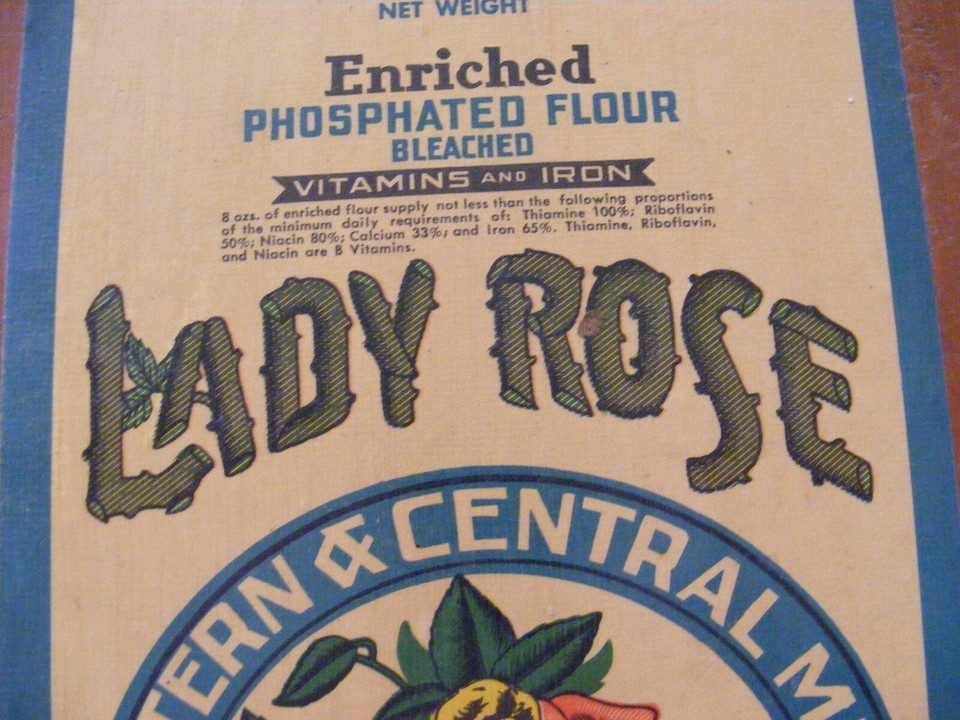 NET WEIGHT
Enriched
PHOSPHATED FLOUR
BLEACHED
VITAMINS AND IRON
8 ozs. of enriched flour supply not less than the following proportions
of the minimum daily requirements of: Thiamine 100%; Riboflavin
50%; Niacin 80%; Calcium 33%; and Iron 65%. Thiamine, Riboflavin,
and Niacin are B Vitamins.
LADY ROSE
TERN & CENTRAL M